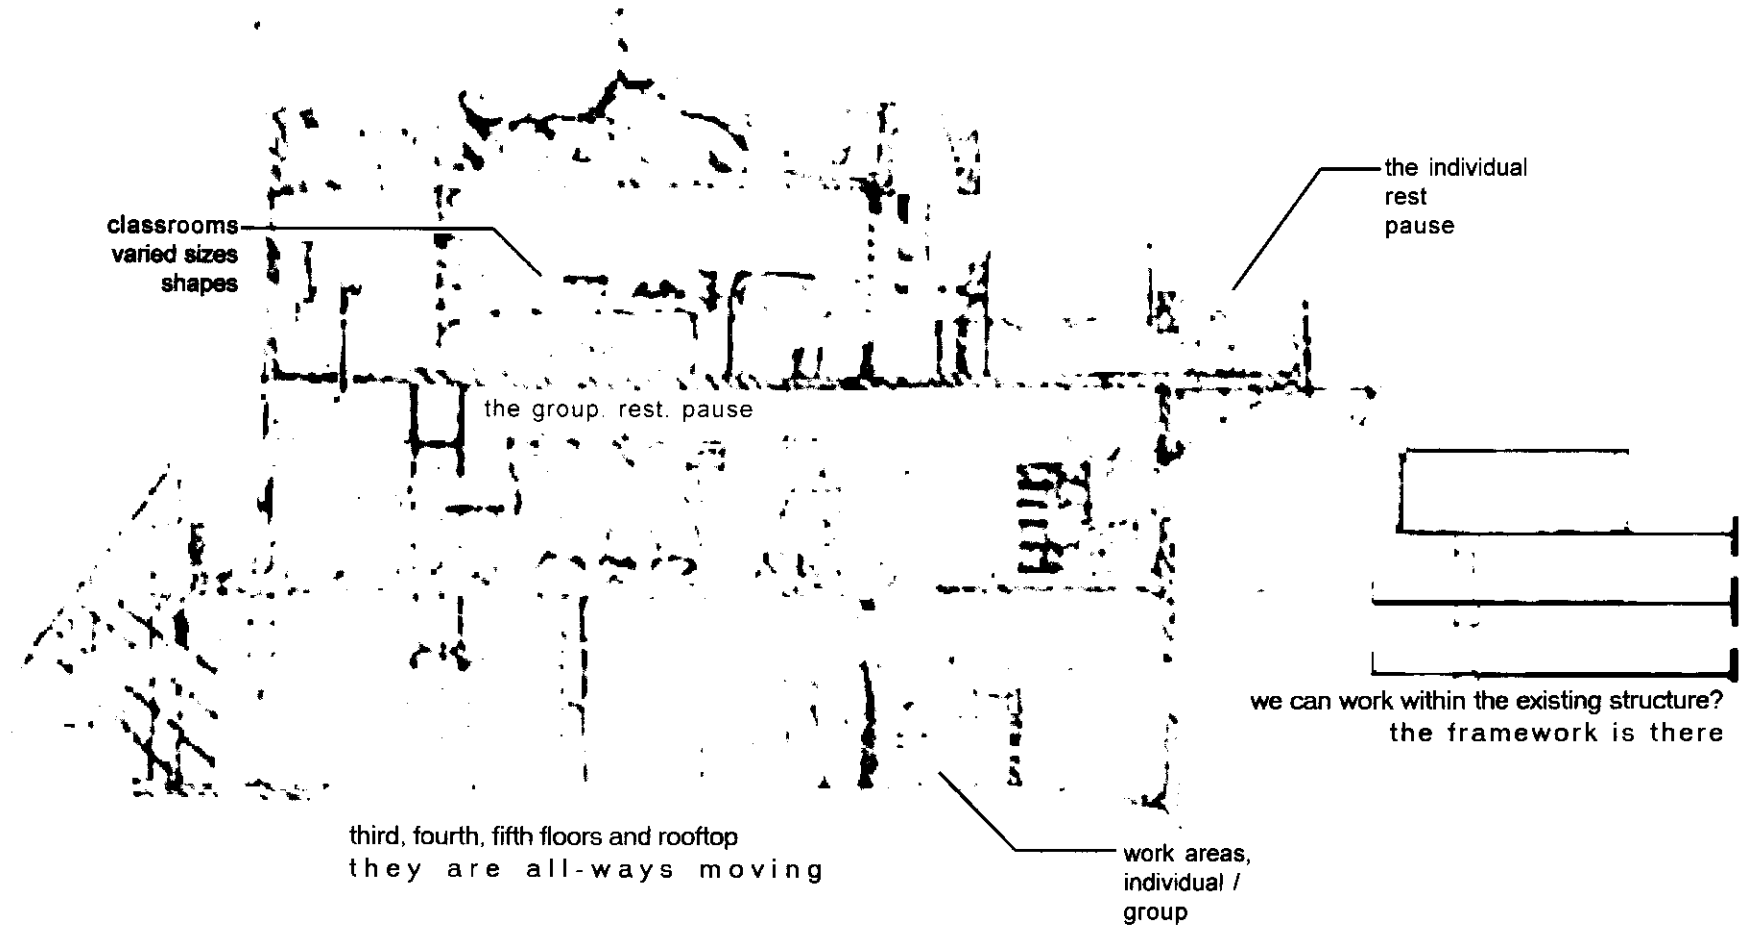 the individual
rest
pause
classrooms
varied sizes
shapes
the group. rest. pause
we can work within the existing structure?
the framework is there
third, fourth, fifth floors and rooftop
they are all-ways moving
work areas,
individual /
group